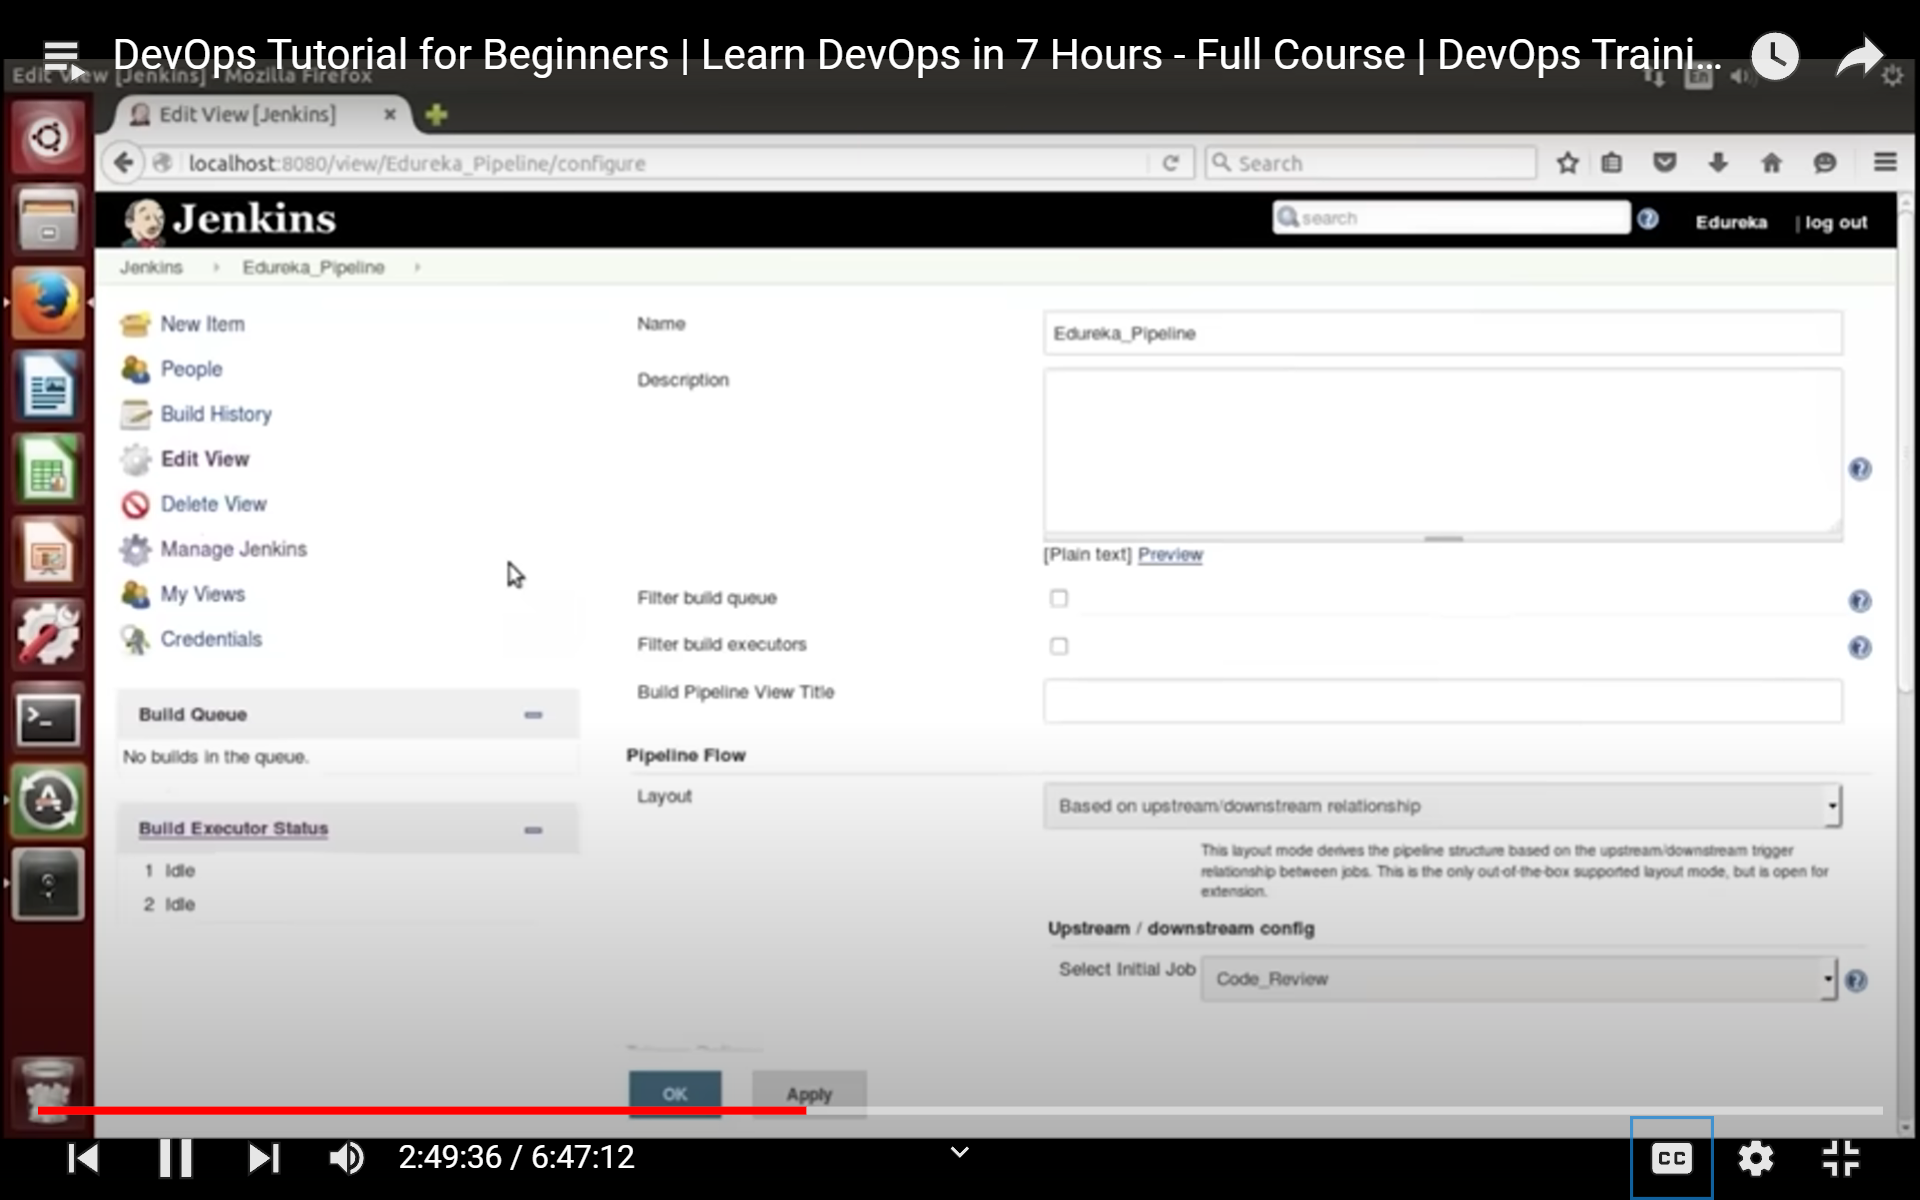 DevOps Tutorial for Beginners | Learn DevOps in 7 Hours - Full Course | DevOps Traini...
Edit View [Jenkins] - Mozilla Firefox
En
Edit View [Jenkins]
localhost:8080/view/Edureka_Pipeline/configure
Search
Jenkins
search
Edureka
| log out
Jenkins
Edureka_Pipeline
New Item
People
Build History
Edit View
Delete View
Manage Jenkins
My Views
Credentials
Build Queue
No builds in the queue.
Build Executor Status
1 Idle
2 Idle
Name
Edureka_Pipeline
Description
[Plain text] Preview
Filter build queue
Filter build executors
Build Pipeline View Title
Pipeline Flow
Layout
Based on upstream/downstream relationship
This layout mode derives the pipeline structure based on the upstream/downstream trigger
relationship between jobs. This is the only out-of-the-box supported layout mode, but is open for
extension.
Upstream / downstream config
Select Initial Job
Code_Review
OK
Apply
2:49:36 / 6:47:12
CC